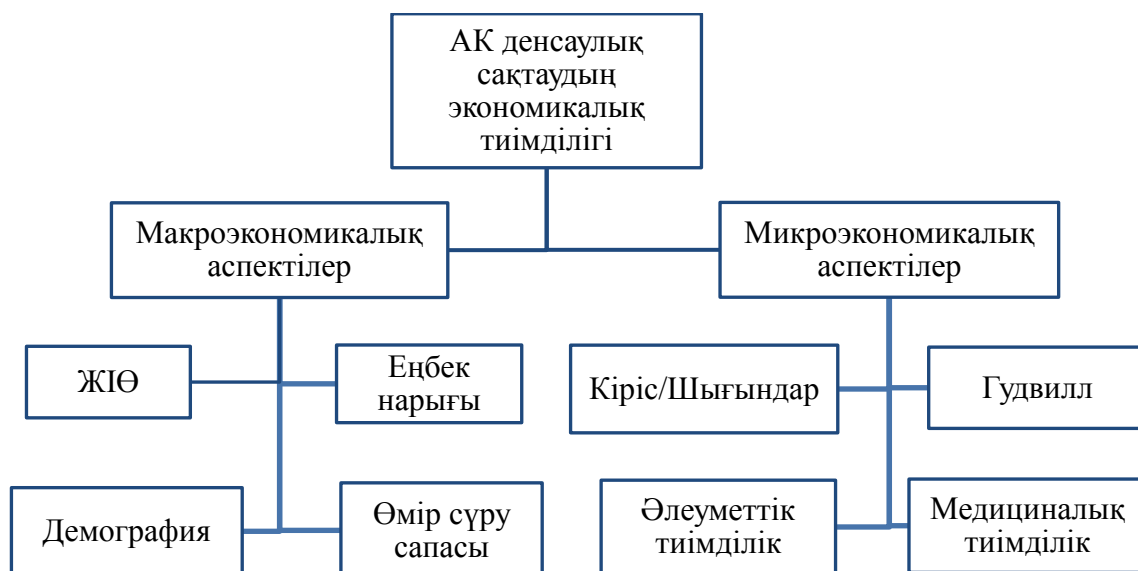 АК денсаулық
сақтаудың
экономикалық
тиімділігі
Макроэкономикалық
аспектілер
Микроэкономикалық
аспектілер
ЖІӨ
Еңбек
нарығы
Кіріс/Шығындар
Гудвилл
Демография
Өмір сүру
сапасы
Әлеуметтік
тиімділік
Медициналық
тиімділік